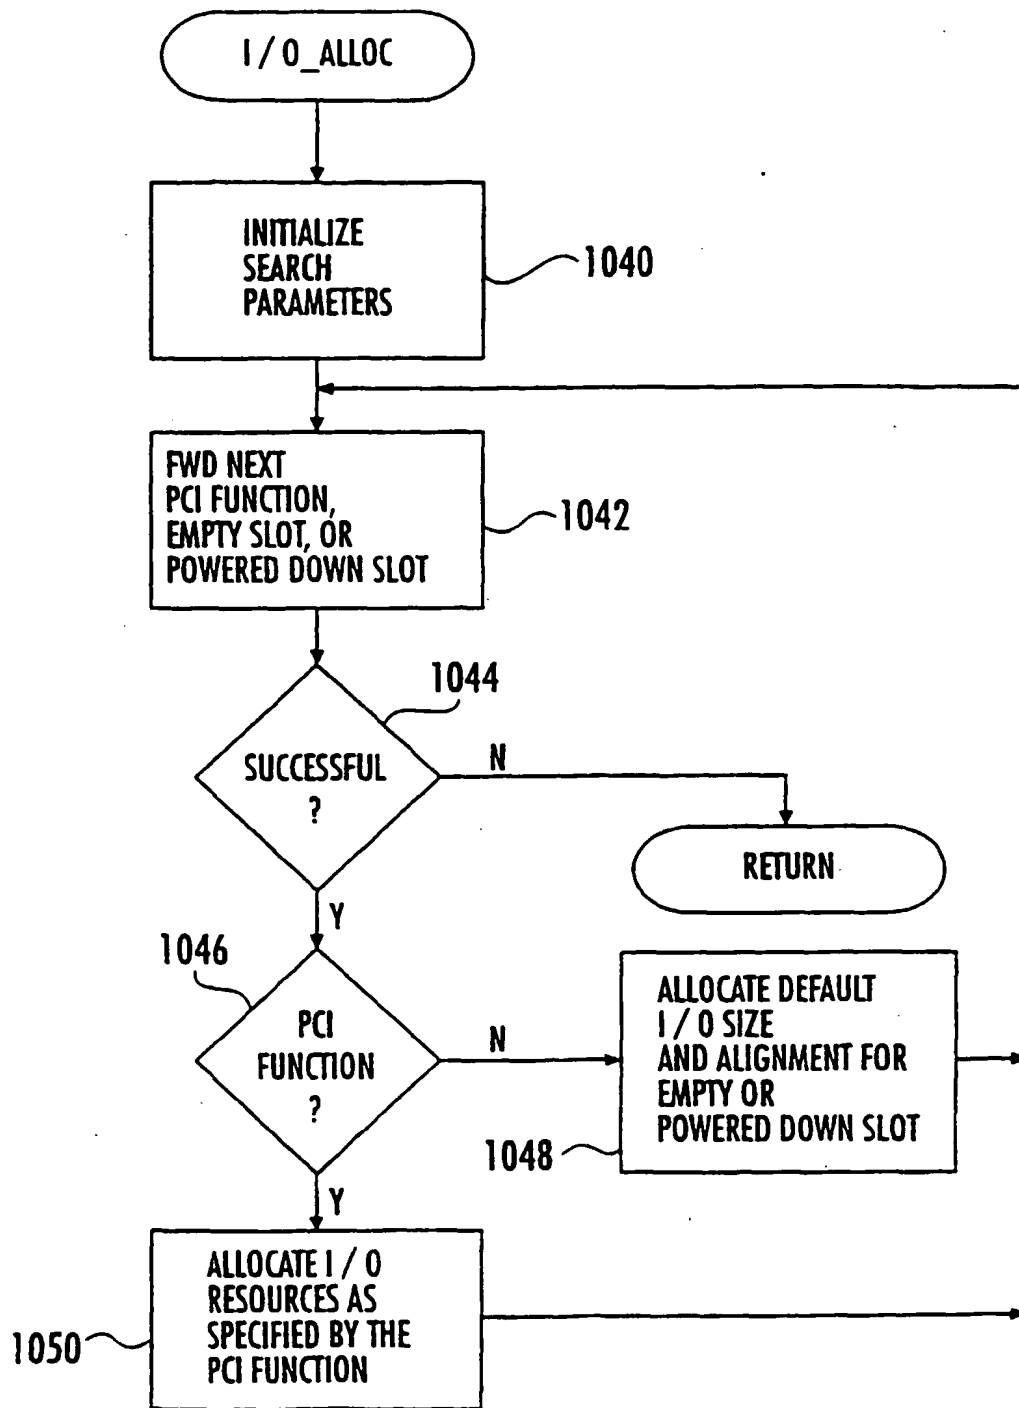 I / O_ALLOC
INITIALIZE
SEARCH
PARAMETERS
1040
FWD NEXT
PCI FUNCTION,
EMPTY SLOT, OR
POWERED DOWN SLOT
1042
1044
SUCCESSFUL
?
N
RETURN
Y
1046
PCI
FUNCTION
?
N
ALLOCATE DEFAULT
I / O SIZE
AND ALIGNMENT FOR
EMPTY OR
POWERED DOWN SLOT
1048
Y
ALLOCATE I / O
RESOURCES AS
SPECIFIED BY THE
PCI FUNCTION
1050